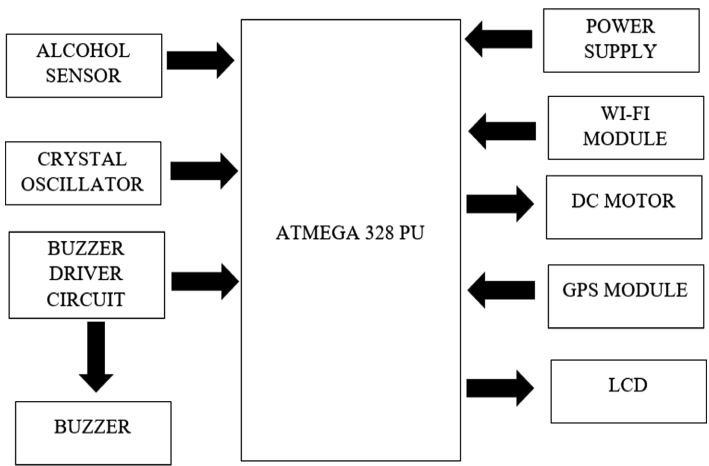 ALCOHOL
SENSOR
CRYSTAL
OSCILLATOR
BUZZER
DRIVER
CIRCUIT
BUZZER
ATMEGA 328 PU
POWER
SUPPLY
WI-FI
MODULE
DC MOTOR
GPS MODULE
LCD